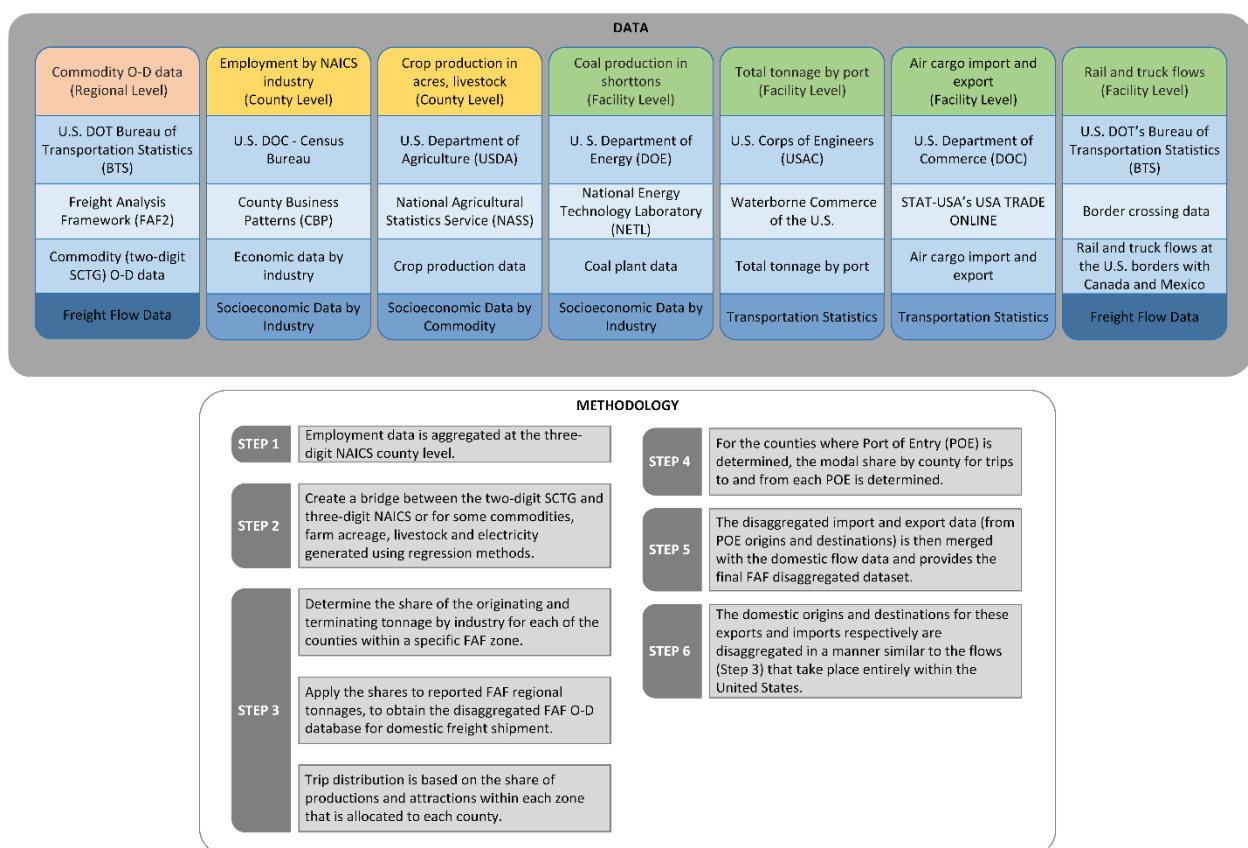 DATA
Commodity O-D data
(Regional Level)
U.S. DOT Bureau of
Transportation Statistics
(BTS)
Freight Analysis
Framework (FAF2)
Commodity (two-digit
SCTG) O-D data
Freight Flow Data
Employment by NAICS
industry
(County Level)
U.S. DOC - Census
Bureau
County Business
Patterns (CBP)
Economic data by
industry
Socioeconomic Data by
Industry
Crop production in
acres, livestock
(County Level)
U.S. Department of
Agriculture (USDA)
National Agricultural
Statistics Service (NASS)
Crop production data
Socioeconomic Data by
Commodity
Coal production in
shorttons
(Facility Level)
U. S. Department of
Energy (DOE)
National Energy
Technology Laboratory
(NETL)
Coal plant data
Socioeconomic Data by
Industry
Total tonnage by port
(Facility Level)
U.S. Corps of Engineers
(USAC)
Waterborne Commerce
of the U.S.
Total tonnage by port
Transportation Statistics
Air cargo import and
export
(Facility Level)
U.S. Department of
Commerce (DOC)
STAT-USA's USA TRADE
ONLINE
Air cargo import and
export
Transportation Statistics
Rail and truck flows
(Facility Level)
U.S. DOT's Bureau of
Transportation Statistics
(BTS)
Border crossing data
Rail and truck flows at
the U.S. borders with
Canada and Mexico
Freight Flow Data
METHODOLOGY
STEP 1
Employment data is aggregated at the three-
digit NAICS county level.
STEP 2
Create a bridge between the two-digit SCTG and
three-digit NAICS or for some commodities,
farm acreage, livestock and electricity
generated using regression methods.
STEP 3
Determine the share of the originating and
terminating tonnage by industry for each of the
counties within a specific FAF zone.
Apply the shares to reported FAF regional
tonnages, to obtain the disaggregated FAF O-D
database for domestic freight shipment.
Trip distribution is based on the share of
productions and attractions within each zone
that is allocated to each county.
STEP 4
For the counties where Port of Entry (POE) is
determined, the modal share by county for trips
to and from each POE is determined.
STEP 5
The disaggregated import and export data (from
POE origins and destinations) is then merged
with the domestic flow data and provides the
final FAF disaggregated dataset.
STEP 6
The domestic origins and destinations for these
exports and imports respectively are
disaggregated in a manner similar to the flows
(Step 3) that take place entirely within the
United States.